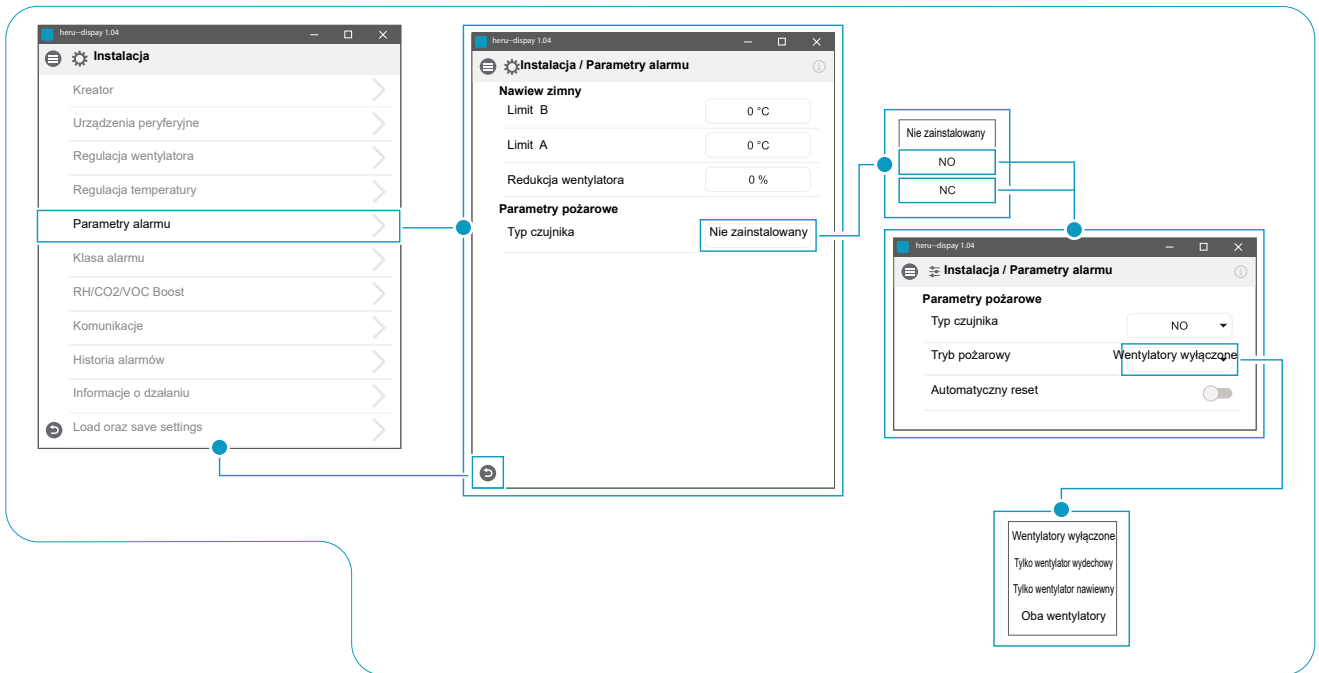 heru--dispay 1.04
Instalacja
Kreator
Urządzenia peryferyjne
Regulacja wentylatora
Regulacja temperatury
Parametry alarmu
Klasa alarmu
RH/CO2/VOC Boost
Komunikacje
Historia alarmów
Informacje o dzałaniu
Load oraz save settings
heru--dispay 1.04
Instalacja / Parametry alarmu
Nawiew zimny
Limit B 0 °C
Limit A 0 °C
Redukcja wentylatora 0 %
Parametry pożarowe
Typ czujnika Nie zainstalowany
Nie zainstalowany
NO
NC
heru--dispay 1.04
Instalacja / Parametry alarmu
Parametry pożarowe
Typ czujnika NO
Tryb pożarowy Wentylatory wyłączone
Automatyczny reset
Wentylatory wyłączone
Tylko wentylator wydechowy
Tylko wentylator nawiewny
Oba wentylatory